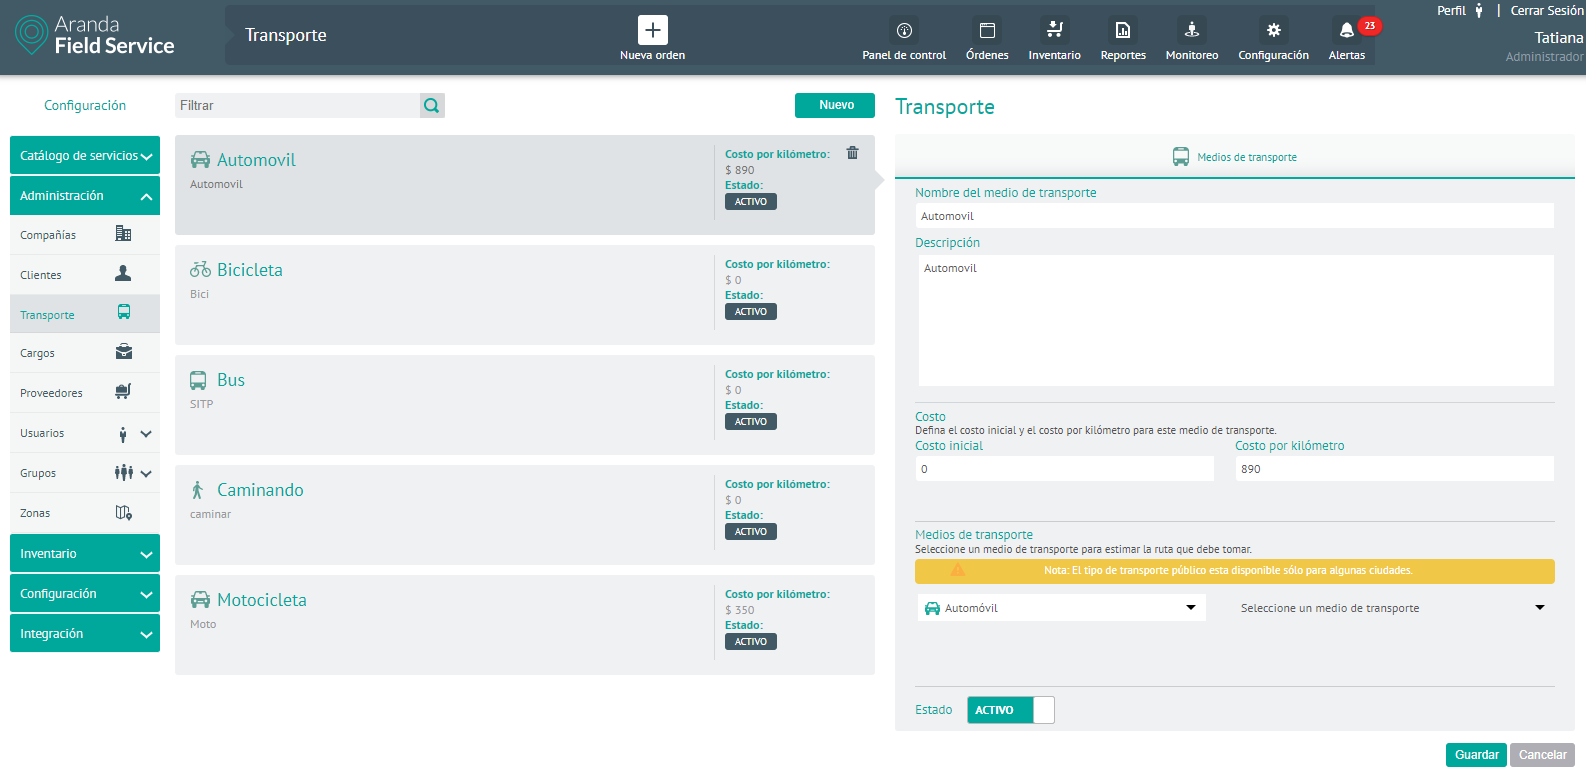 Aranda
Field Service
Transporte
Nueva orden
Panel de control
Órdenes
Inventario
Reportes
Monitoreo
Configuración
Alertas
23
Perfil | Cerrar Sesión
Tatiana
Administrador
Configuración
Catálogo de servicios
Administración
Compañías
Clientes
Transporte
Cargos
Proveedores
Usuarios
Grupos
Zonas
Inventario
Configuración
Integración
Filtrar
Nuevo
Automovil
Automovil
Costo por kilómetro:
$ 890
Estado:
ACTIVO
Bicicleta
Bici
Costo por kilómetro:
$ 0
Estado:
ACTIVO
Bus
SITP
Costo por kilómetro:
$ 0
Estado:
ACTIVO
Caminando
caminar
Costo por kilómetro:
$ 0
Estado:
ACTIVO
Motocicleta
Moto
Costo por kilómetro:
$ 350
Estado:
ACTIVO
Transporte
Medios de transporte
Nombre del medio de transporte
Automovil
Descripción
Automovil
Costo
Defina el costo inicial y el costo por kilómetro para este medio de transporte.
Costo inicial
0
Costo por kilómetro
890
Medios de transporte
Seleccione un medio de transporte para estimar la ruta que debe tomar.
Nota: El tipo de transporte público esta disponible sólo para algunas ciudades.
Automóvil
Seleccione un medio de transporte
Estado
ACTIVO
Guardar
Cancelar